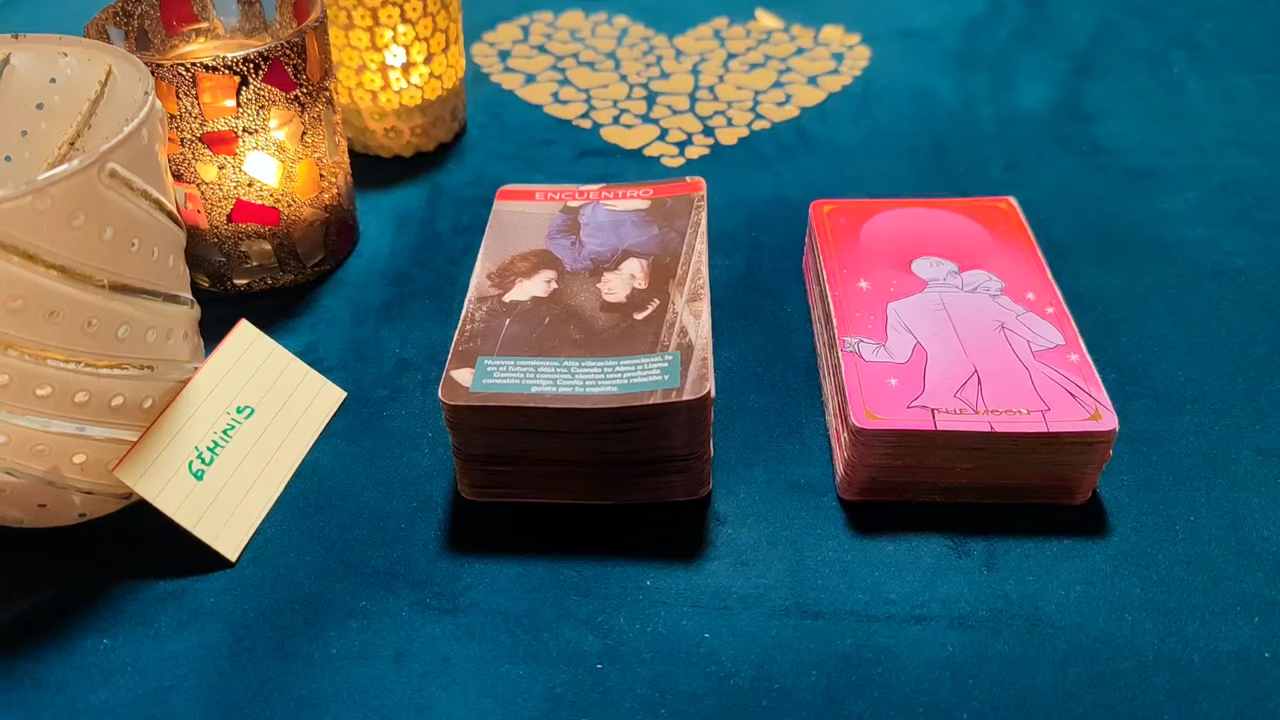 ENCUENTRO
Nuevos comienzos. Alta vibración emocional, fe
en el futuro, déjà vu. Cuando tu Alma o Llama
Gemela te conocen, sienten una profunda
conexión contigo. Confía en vuestra relación y
guíate por tu espíritu.
THE MOON
GÉMINIS